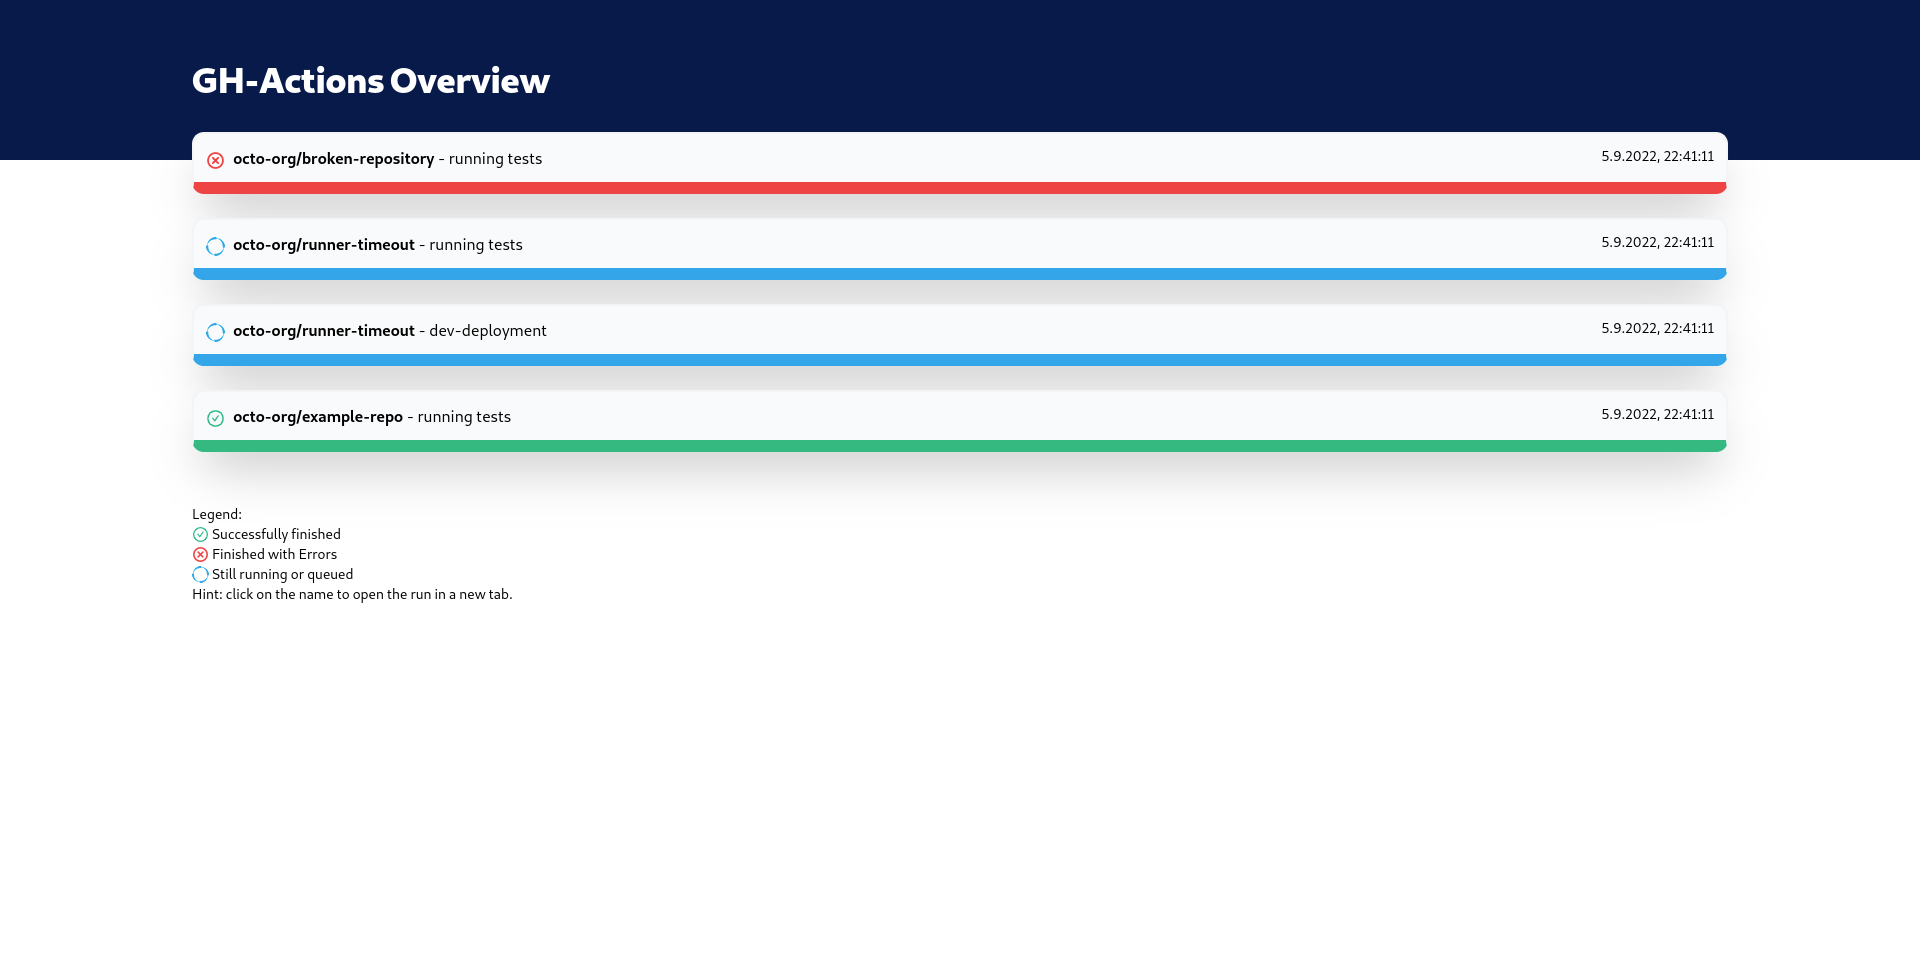 GH-Actions Overview
octo-org/broken-repository - running tests 5.9.2022, 22:41:11
octo-org/runner-timeout - running tests 5.9.2022, 22:41:11
octo-org/runner-timeout - dev-deployment 5.9.2022, 22:41:11
octo-org/example-repo - running tests 5.9.2022, 22:41:11
Legend:
Successfully finished
Finished with Errors
Still running or queued
Hint: click on the name to open the run in a new tab.